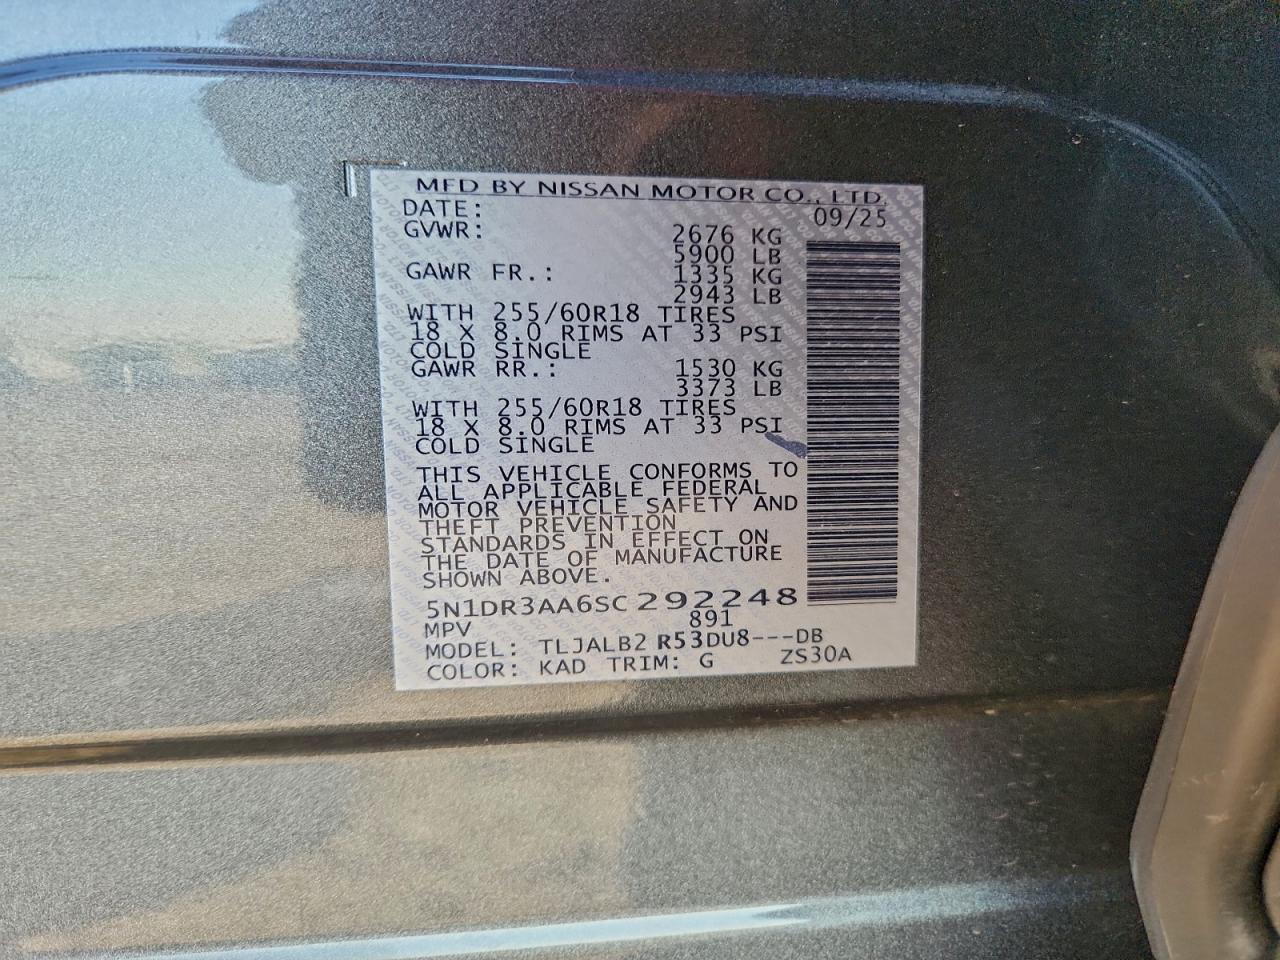 MFD BY NISSAN MOTOR CO., LTD.
DATE: 09/25
GVWR: 2676 KG
5900 LB
GAWR FR.: 1335 KG
2943 LB
WITH 255/60R18 TIRES
18 X 8.0 RIMS AT 33 PSI
COLD SINGLE
GAWR RR.: 1530 KG
3373 LB
WITH 255/60R18 TIRES
18 X 8.0 RIMS AT 33 PSI
COLD SINGLE
THIS VEHICLE CONFORMS TO
ALL APPLICABLE FEDERAL
MOTOR VEHICLE SAFETY AND
THEFT PREVENTION
STANDARDS IN EFFECT ON
THE DATE OF MANUFACTURE
SHOWN ABOVE.
5N1DR3AA6SC292248
MPV 891
MODEL: TLJALB2 R53DU8---DB
COLOR: KAD TRIM: G ZS30A